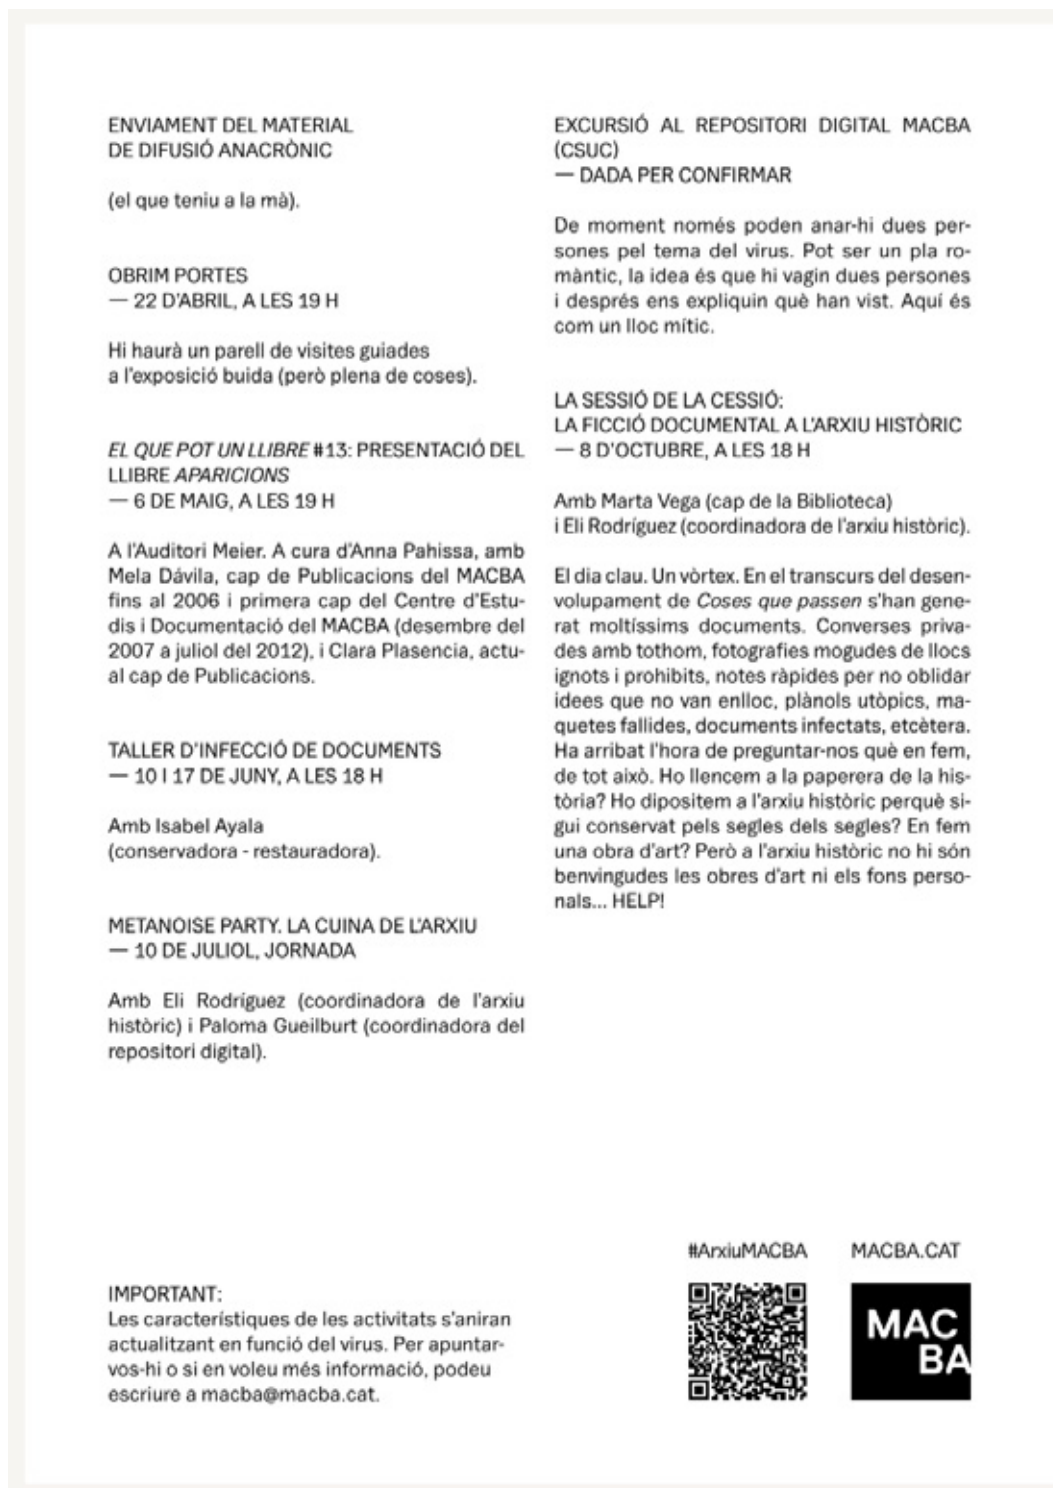 ENVIAMENT DEL MATERIAL
DE DIFUSIÓ ANACRÒNIC
(el que teniu a la mà).
OBRIM PORTES
— 22 D'ABRIL, A LES 19 H
Hi haurà un parell de visites guiades
a l'exposició buida (però plena de coses).
EL QUE POT UN LLIBRE #13: PRESENTACIÓ DEL
LLIBRE APARICIONS
— 6 DE MAIG, A LES 19 H
A l'Auditori Meier. A cura d'Anna Pahissa, amb
Mela Dávila, cap de Publicacions del MACBA
fins al 2006 i primera cap del Centre d'Estu-
dis i Documentació del MACBA (desembre del
2007 a juliol del 2012), i Clara Plasencia, actu-
al cap de Publicacions.
TALLER D'INFECCIÓ DE DOCUMENTS
— 10 I 17 DE JUNY, A LES 18 H
Amb Isabel Ayala
(conservadora - restauradora).
METANOISE PARTY. LA CUINA DE L'ARXIU
— 10 DE JULIOL, JORNADA
Amb Eli Rodríguez (coordinadora de l'arxiu
històric) i Paloma Gueilburt (coordinadora del
repositori digital).
EXCURSIÓ AL REPOSITORI DIGITAL MACBA
(CSUC)
— DADA PER CONFIRMAR
De moment només poden anar-hi dues per-
sones pel tema del virus. Pot ser un pla ro-
màntic, la idea és que hi vagin dues persones
i després ens expliquin què han vist. Aquí és
com un lloc mític.
LA SESSIÓ DE LA CESSIÓ:
LA FICCIÓ DOCUMENTAL A L'ARXIU HISTÒRIC
— 8 D'OCTUBRE, A LES 18 H
Amb Marta Vega (cap de la Biblioteca)
i Eli Rodríguez (coordinadora de l'arxiu històric).
El dia clau. Un vòrtex. En el transcurs del desen-
volupament de Coses que passen s'han gene-
rat moltíssims documents. Converses priva-
des amb tothom, fotografies mogudes de llocs
ignots i prohibits, notes ràpides per no oblidar
idees que no van enlloc, plànols utòpics, ma-
quetes fallides, documents infectats, etcètera.
Ha arribat l'hora de preguntar-nos què en fem,
de tot això. Ho llencem a la paperera de la his-
tòria? Ho dipositem a l'arxiu històric perquè si-
gui conservat pels segles dels segles? En fem
una obra d'art? Però a l'arxiu històric no hi són
benvingudes les obres d'art ni els fons perso-
nals... HELP!
IMPORTANT:
Les característiques de les activitats s'aniran
actualitzant en funció del virus. Per apuntar-
vos-hi o si en voleu més informació, podeu
escriure a macba@macba.cat.
#ArxiuMACBA
MACBA.CAT
MAC
BA